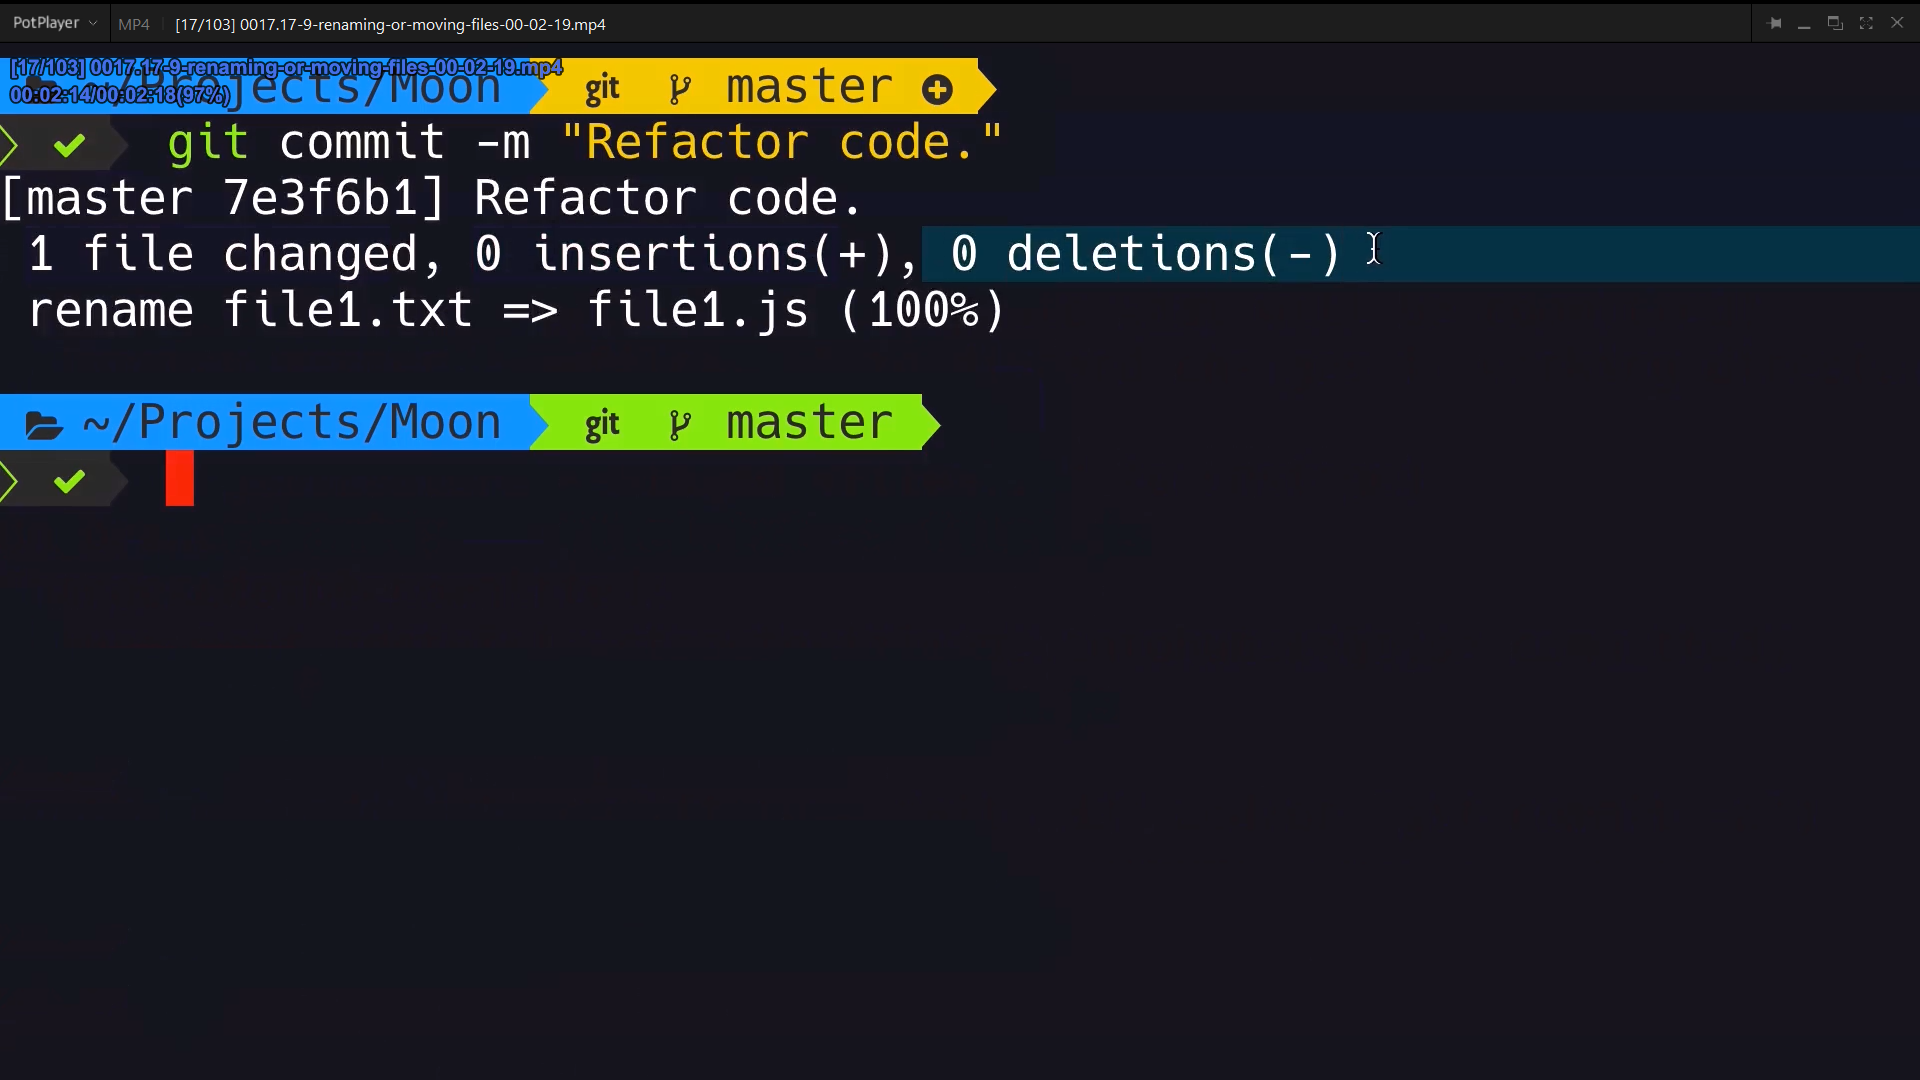 PotPlayer MP4 [17/103] 0017.17-9-renaming-or-moving-files-00-02-19.mp4
[17/103] 0017.17-9-renaming-or-moving-files-00-02-19.mp4
00:02:14/00:02:18(97%)
~/Projects/Moon git master
git commit -m "Refactor code."
[master 7e3f6b1] Refactor code.
1 file changed, 0 insertions(+), 0 deletions(-)
rename file1.txt => file1.js (100%)
~/Projects/Moon git master